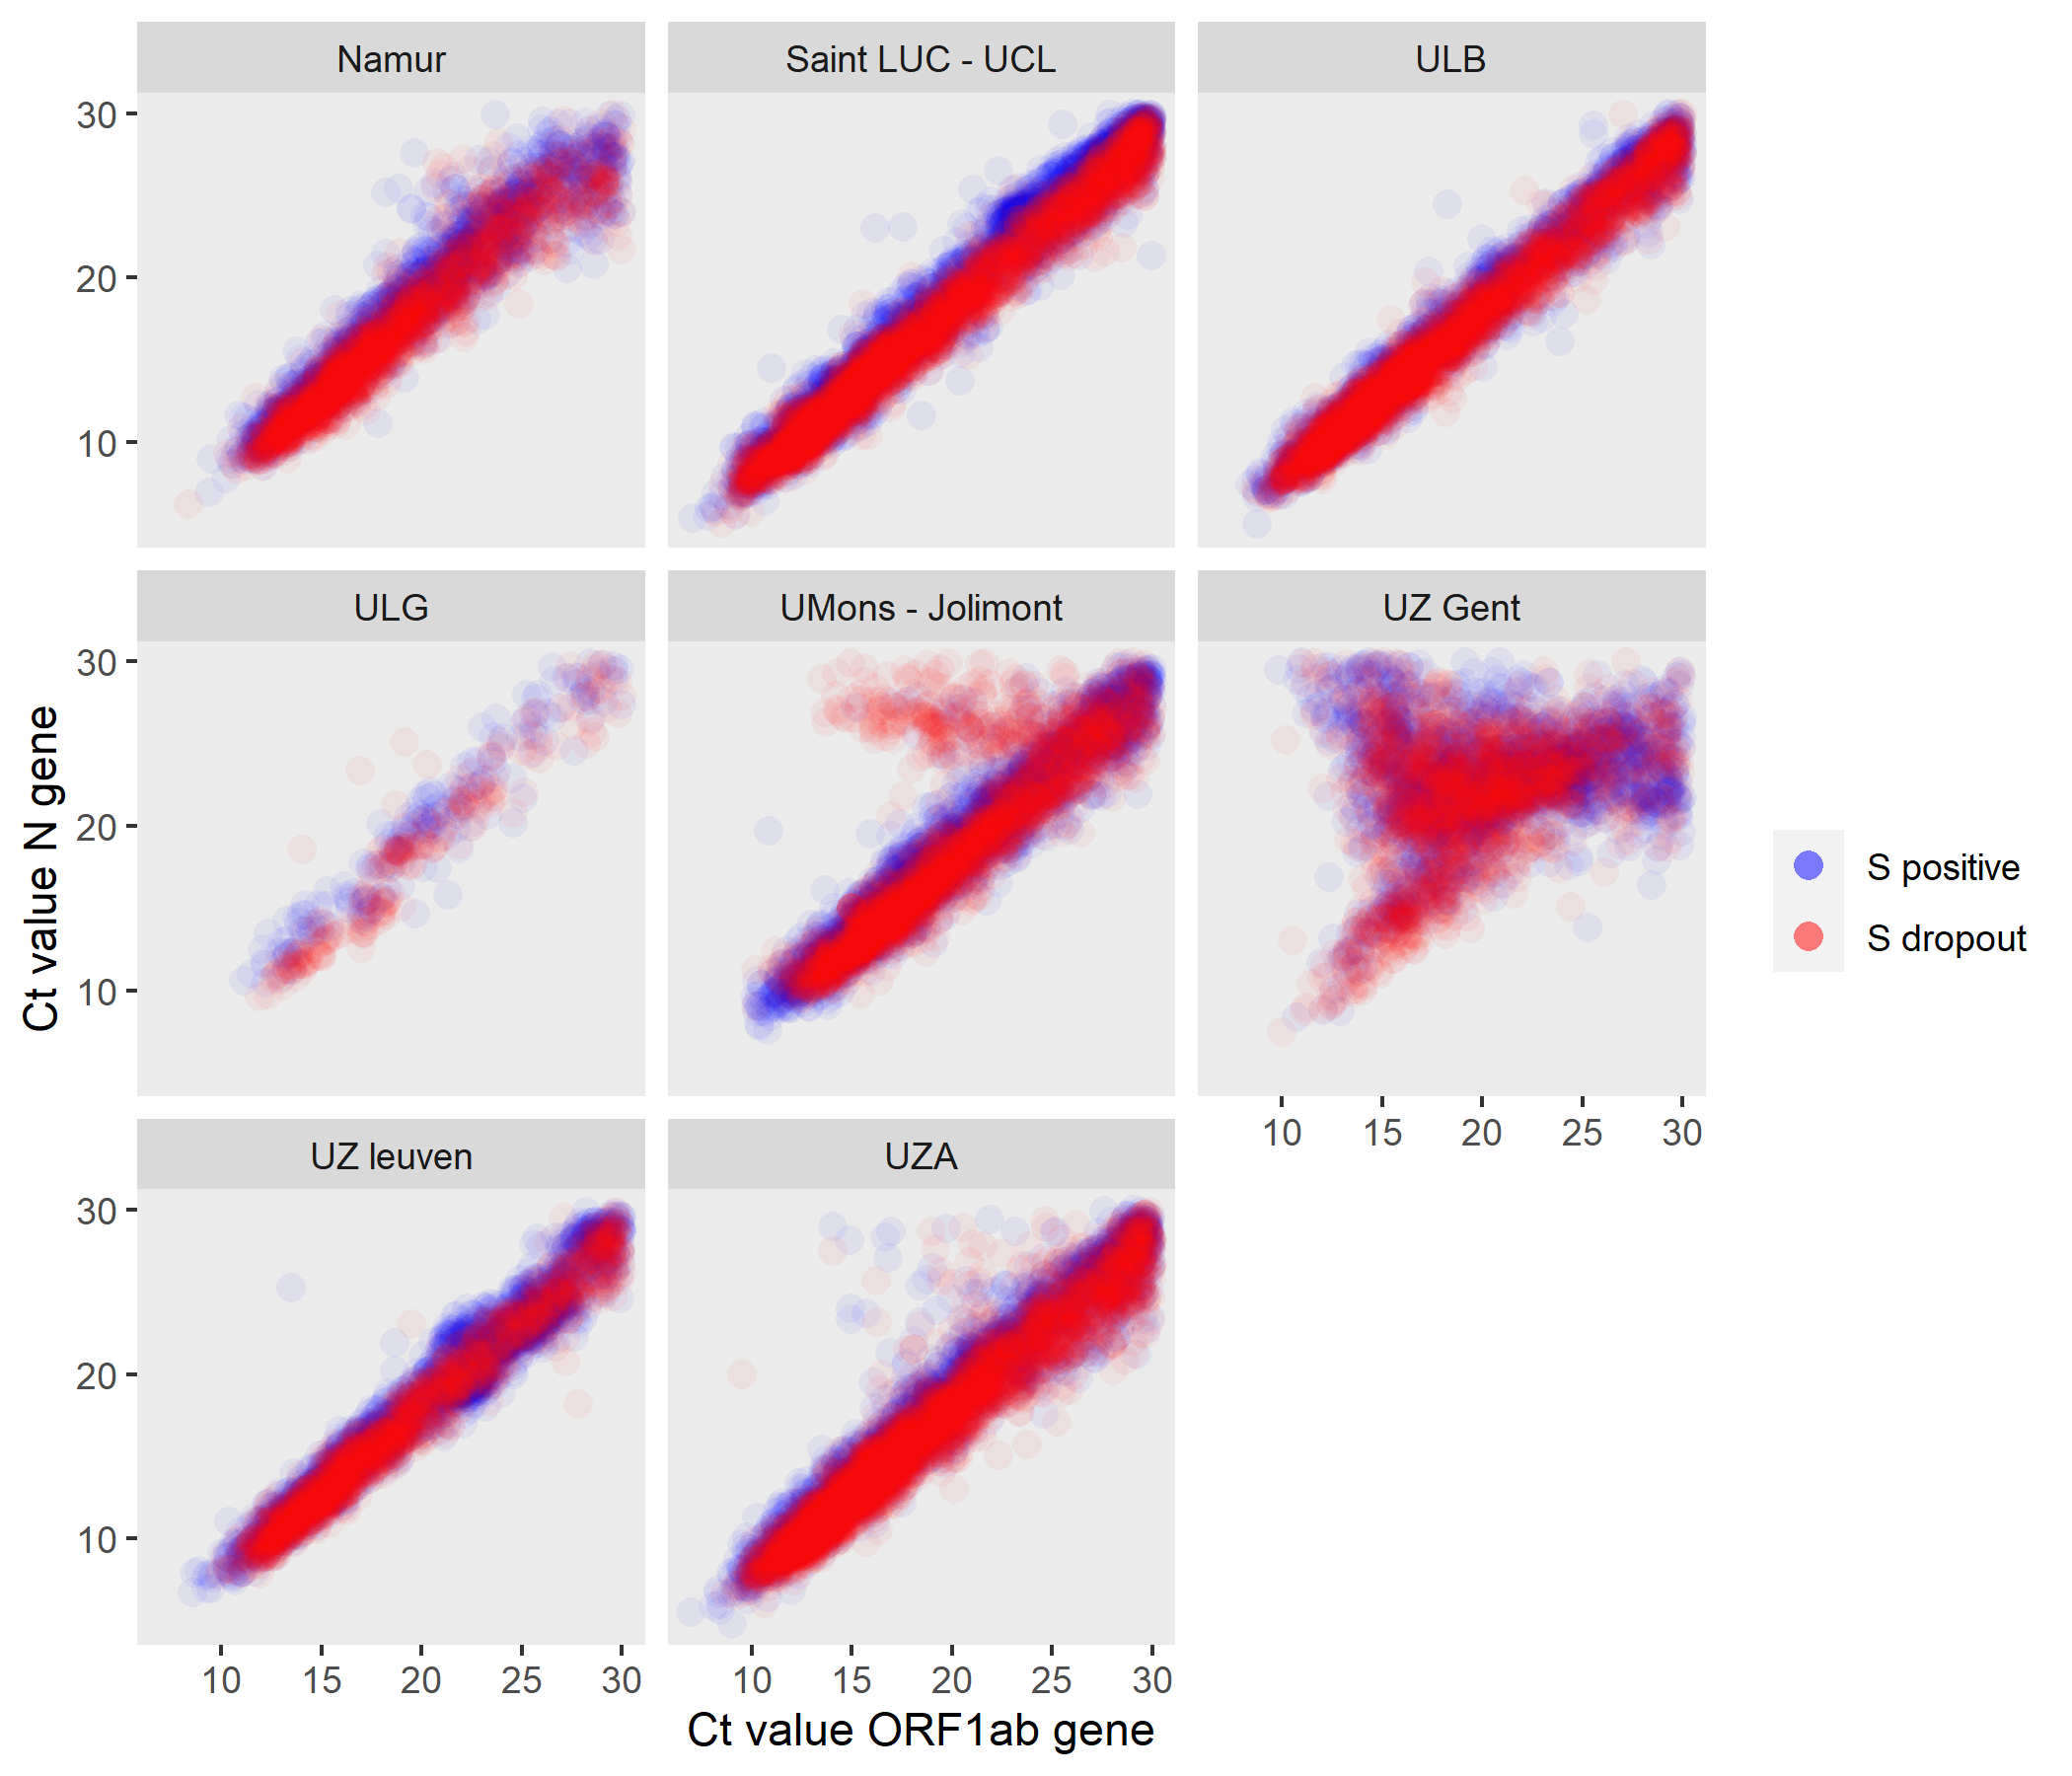 Namur
Saint LUC - UCL
ULB
30
20
10
ULG
UMons - Jolimont
UZ Gent
30
20
10
10 15 20 25 30
UZ leuven
UZA
30
20
10
10 15 20 25 30
10 15 20 25 30
Ct value ORF1ab gene
Ct value N gene
S positive
S dropout